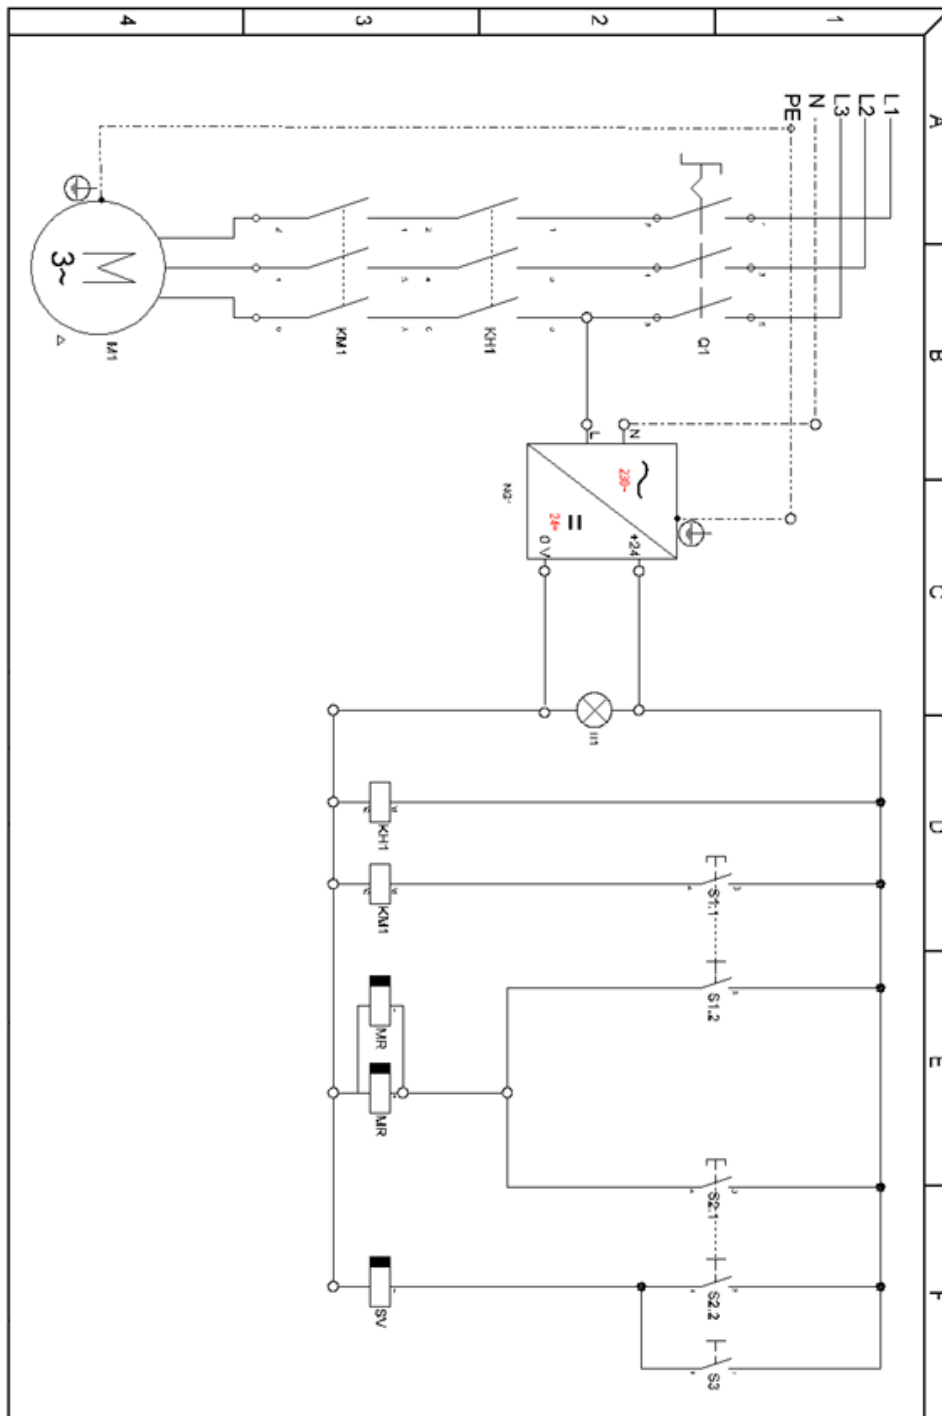 1
2
3
4
A
B
C
D
E
F
L1
L2
L3
N
PE
Q1
KH1
KM1
M
3~
M1
Δ
L
N
230~
=
24=
0 V
+24
KH1
KM1
S1.1
S1.2
MR
MR
S2.1
S2.2
SV
S3